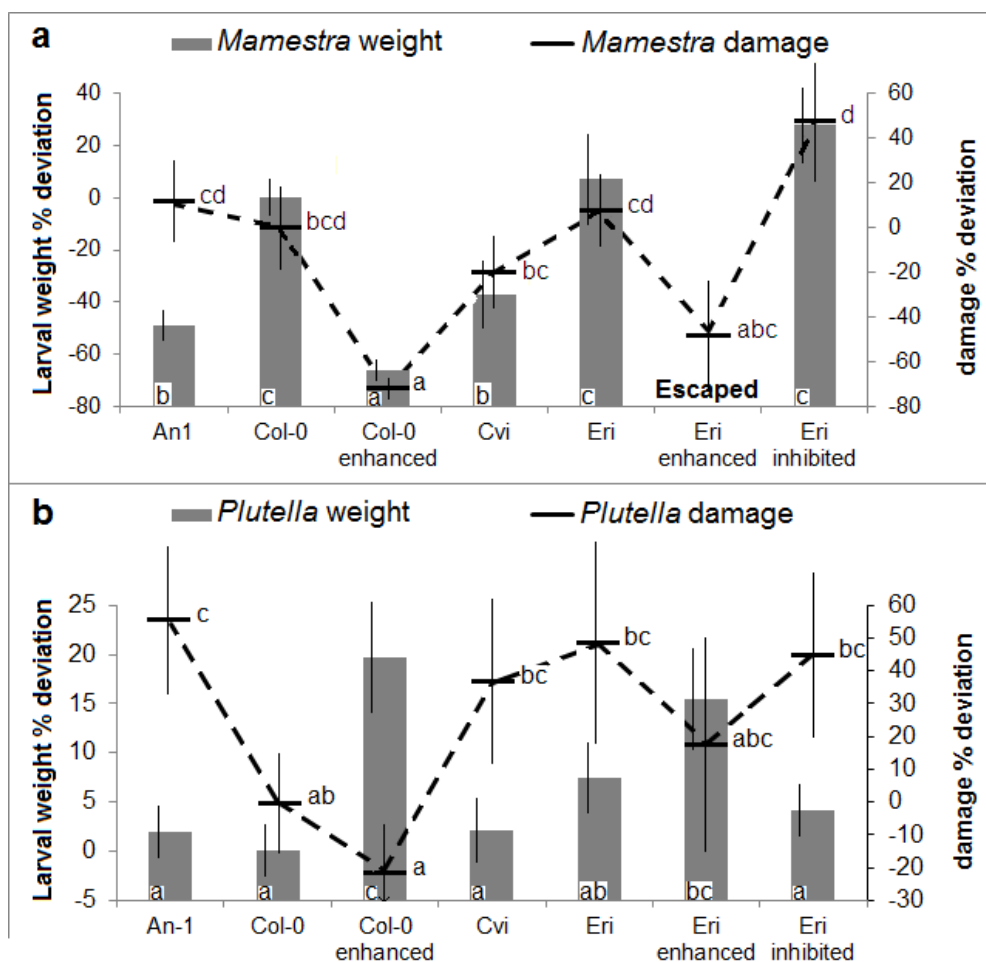 a
Mamestra weight
Mamestra damage
Larval weight % deviation
40
20
0
-20
-40
-60
-80
damage % deviation
60
40
20
0
-20
-40
-60
-80
cd
bcd
a
bc
cd
abc
d
Escaped
b
c
a
b
c
c
An1
Col-0
Col-0 enhanced
Cvi
Eri
Eri enhanced
Eri inhibited
b
Plutella weight
Plutella damage
Larval weight % deviation
25
20
15
10
5
0
-5
damage % deviation
60
50
40
30
20
10
0
-10
-20
-30
c
ab
a
bc
bc
abc
bc
a
a
c
a
ab
bc
a
An-1
Col-0
Col-0 enhanced
Cvi
Eri
Eri enhanced
Eri inhibited